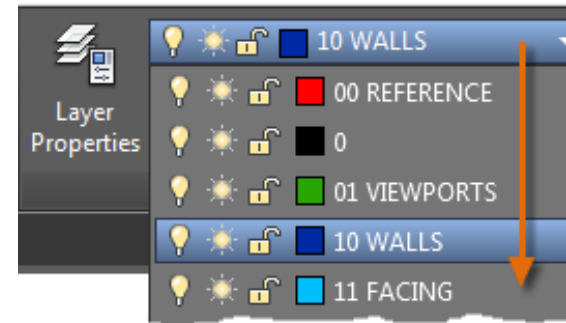 10 WALLS
Layer
Properties
00 REFERENCE
0
01 VIEWPORTS
10 WALLS
11 FACING